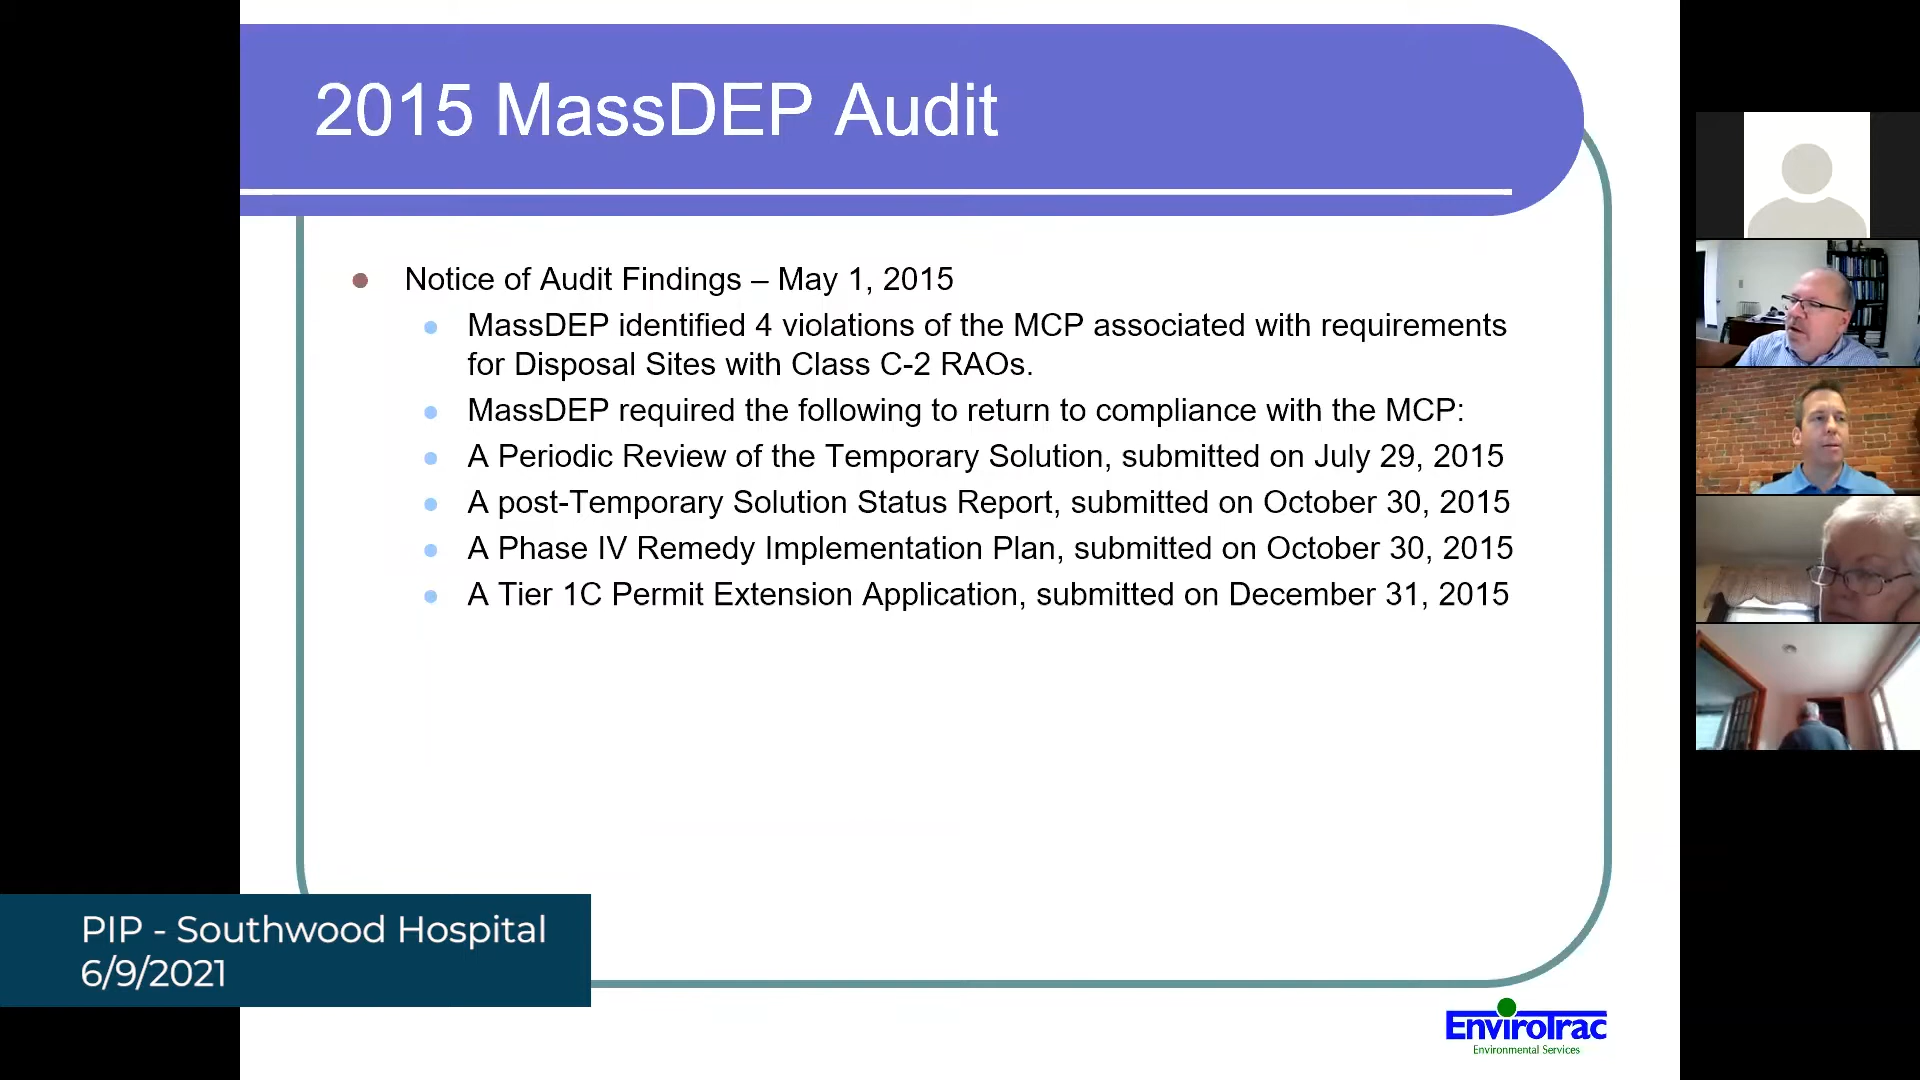 2015 MassDEP Audit
Notice of Audit Findings – May 1, 2015
MassDEP identified 4 violations of the MCP associated with requirements
for Disposal Sites with Class C-2 RAOs.
MassDEP required the following to return to compliance with the MCP:
A Periodic Review of the Temporary Solution, submitted on July 29, 2015
A post-Temporary Solution Status Report, submitted on October 30, 2015
A Phase IV Remedy Implementation Plan, submitted on October 30, 2015
A Tier 1C Permit Extension Application, submitted on December 31, 2015
PIP - Southwood Hospital
6/9/2021
EnviroTrac
Environmental Services